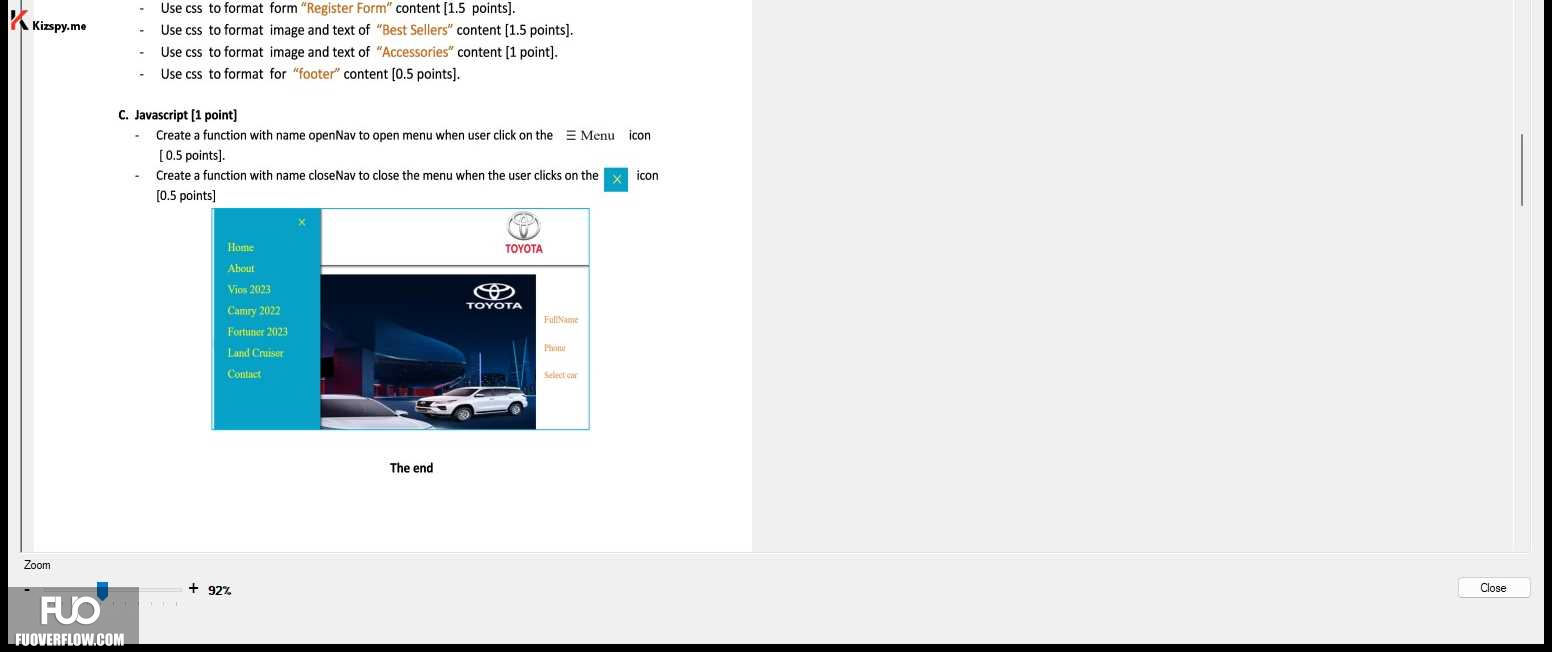 - Use css to format form “Register Form” content [1.5 points].
Kizspy.me
- Use css to format image and text of “Best Sellers” content [1.5 points].
- Use css to format image and text of “Accessories” content [1 point].
- Use css to format for “footer” content [0.5 points].
C. Javascript [1 point]
- Create a function with name openNav to open menu when user click on the ☰ Menu icon
[ 0.5 points].
- Create a function with name closeNav to close the menu when the user clicks on the × icon
[0.5 points]
×
TOYOTA
Home
About
Vios 2023
Camry 2022
Fortuner 2023
Land Cruiser
Contact
TOYOTA
FullName
Phone
Select car
The end
Zoom
- + 92%
Close
FUO
FUOVERFLOW.COM